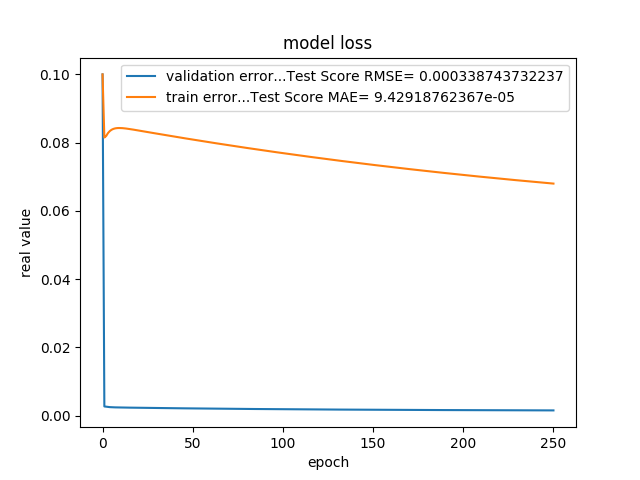 model loss
validation error...Test Score RMSE= 0.000338743732237
train error...Test Score MAE= 9.42918762367e-05
real value
0.10
0.08
0.06
0.04
0.02
0.00
0 50 100 150 200 250
epoch